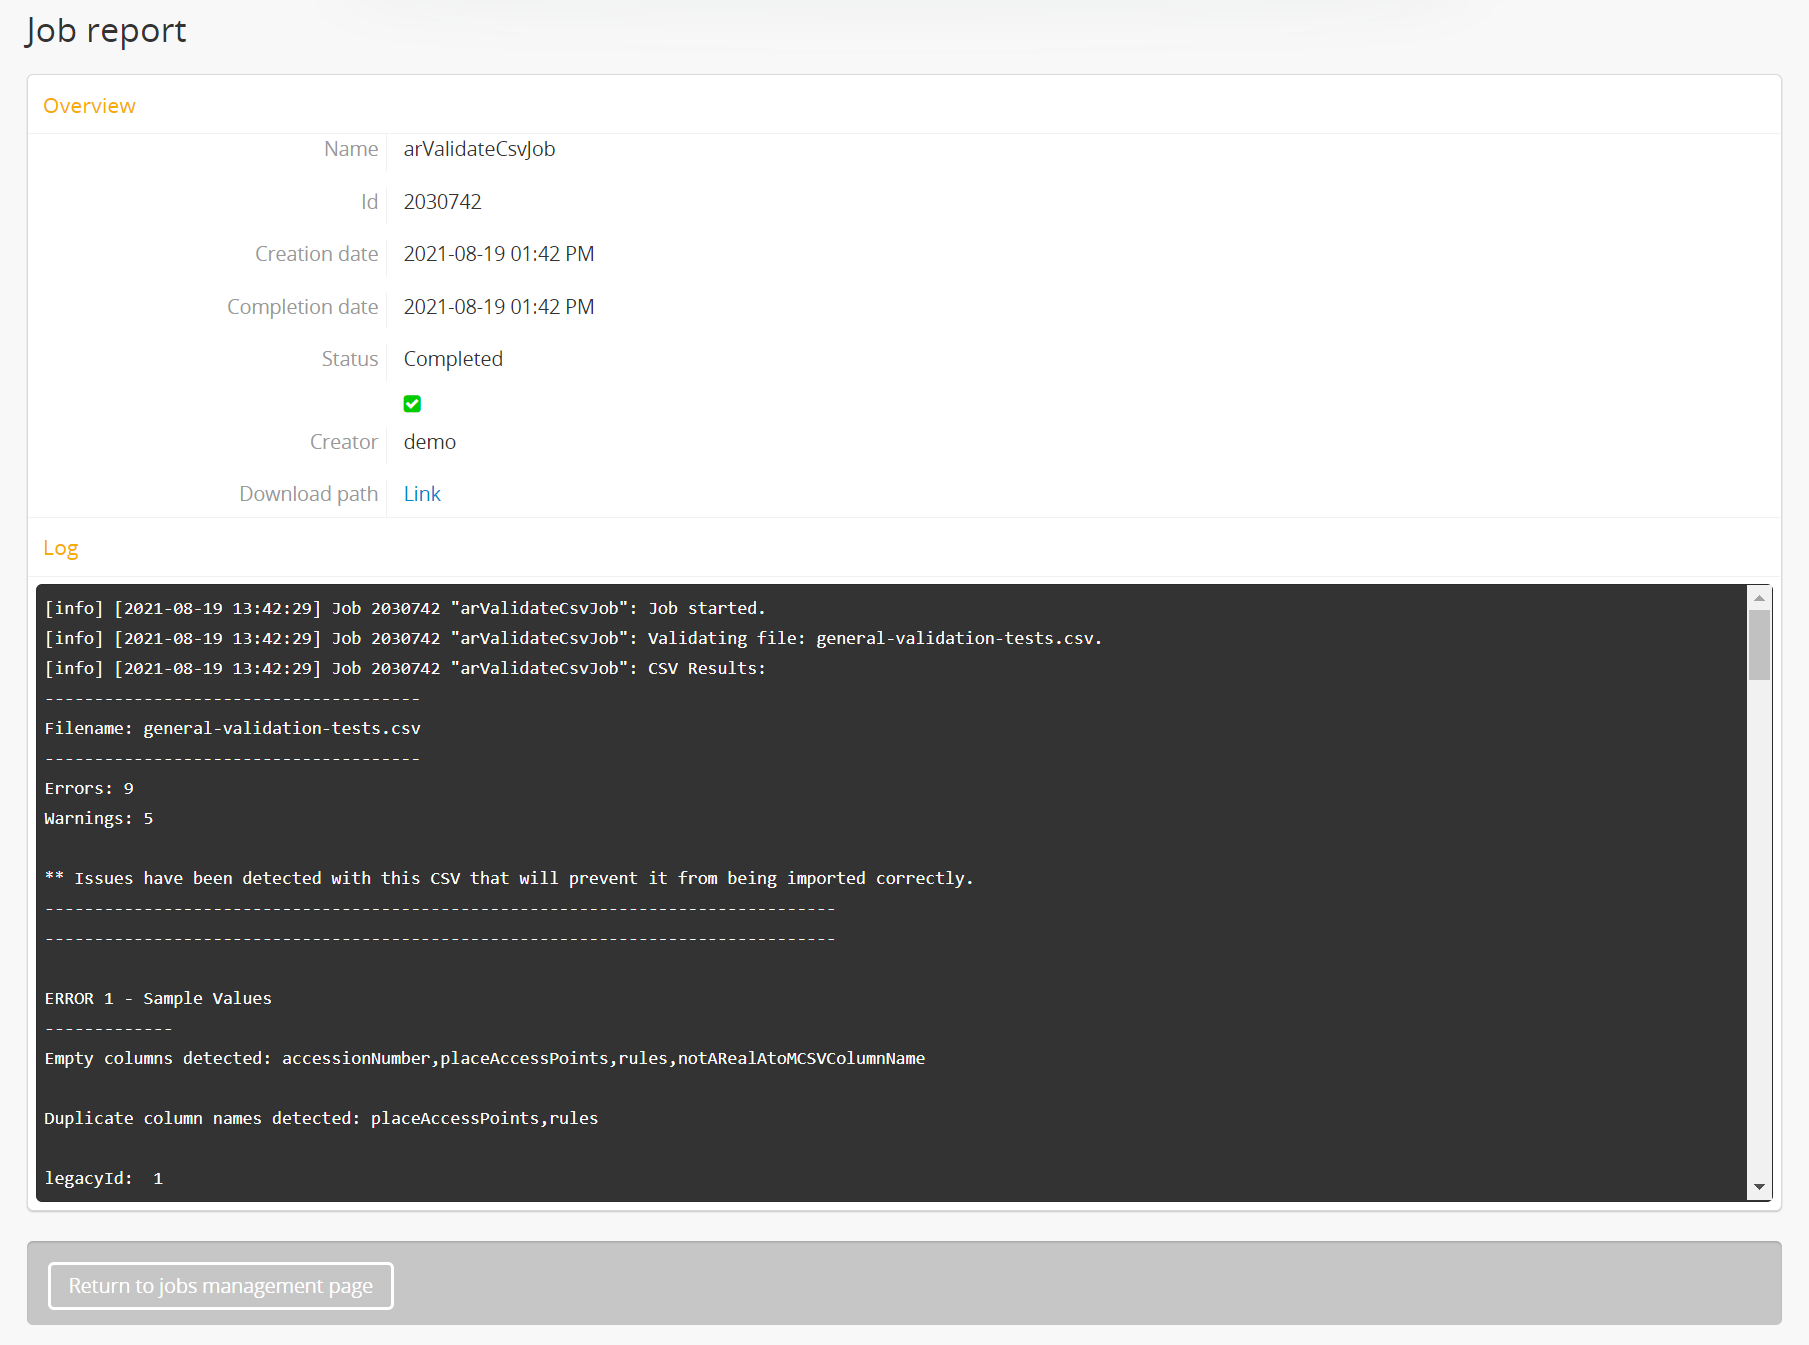 Job report
Overview
Name arValidateCsvJob
Id 2030742
Creation date 2021-08-19 01:42 PM
Completion date 2021-08-19 01:42 PM
Status Completed
Creator demo
Download path Link
Log
[info] [2021-08-19 13:42:29] Job 2030742 "arValidateCsvJob": Job started.
[info] [2021-08-19 13:42:29] Job 2030742 "arValidateCsvJob": Validating file: general-validation-tests.csv.
[info] [2021-08-19 13:42:29] Job 2030742 "arValidateCsvJob": CSV Results:
--------------------------------------
Filename: general-validation-tests.csv
--------------------------------------
Errors: 9
Warnings: 5
** Issues have been detected with this CSV that will prevent it from being imported correctly.
--------------------------------------------------------------------------------
--------------------------------------------------------------------------------
ERROR 1 - Sample Values
-------------
Empty columns detected: accessionNumber,placeAccessPoints,rules,notARealAtoMCSVColumnName
Duplicate column names detected: placeAccessPoints,rules
legacyId:  1
Return to jobs management page